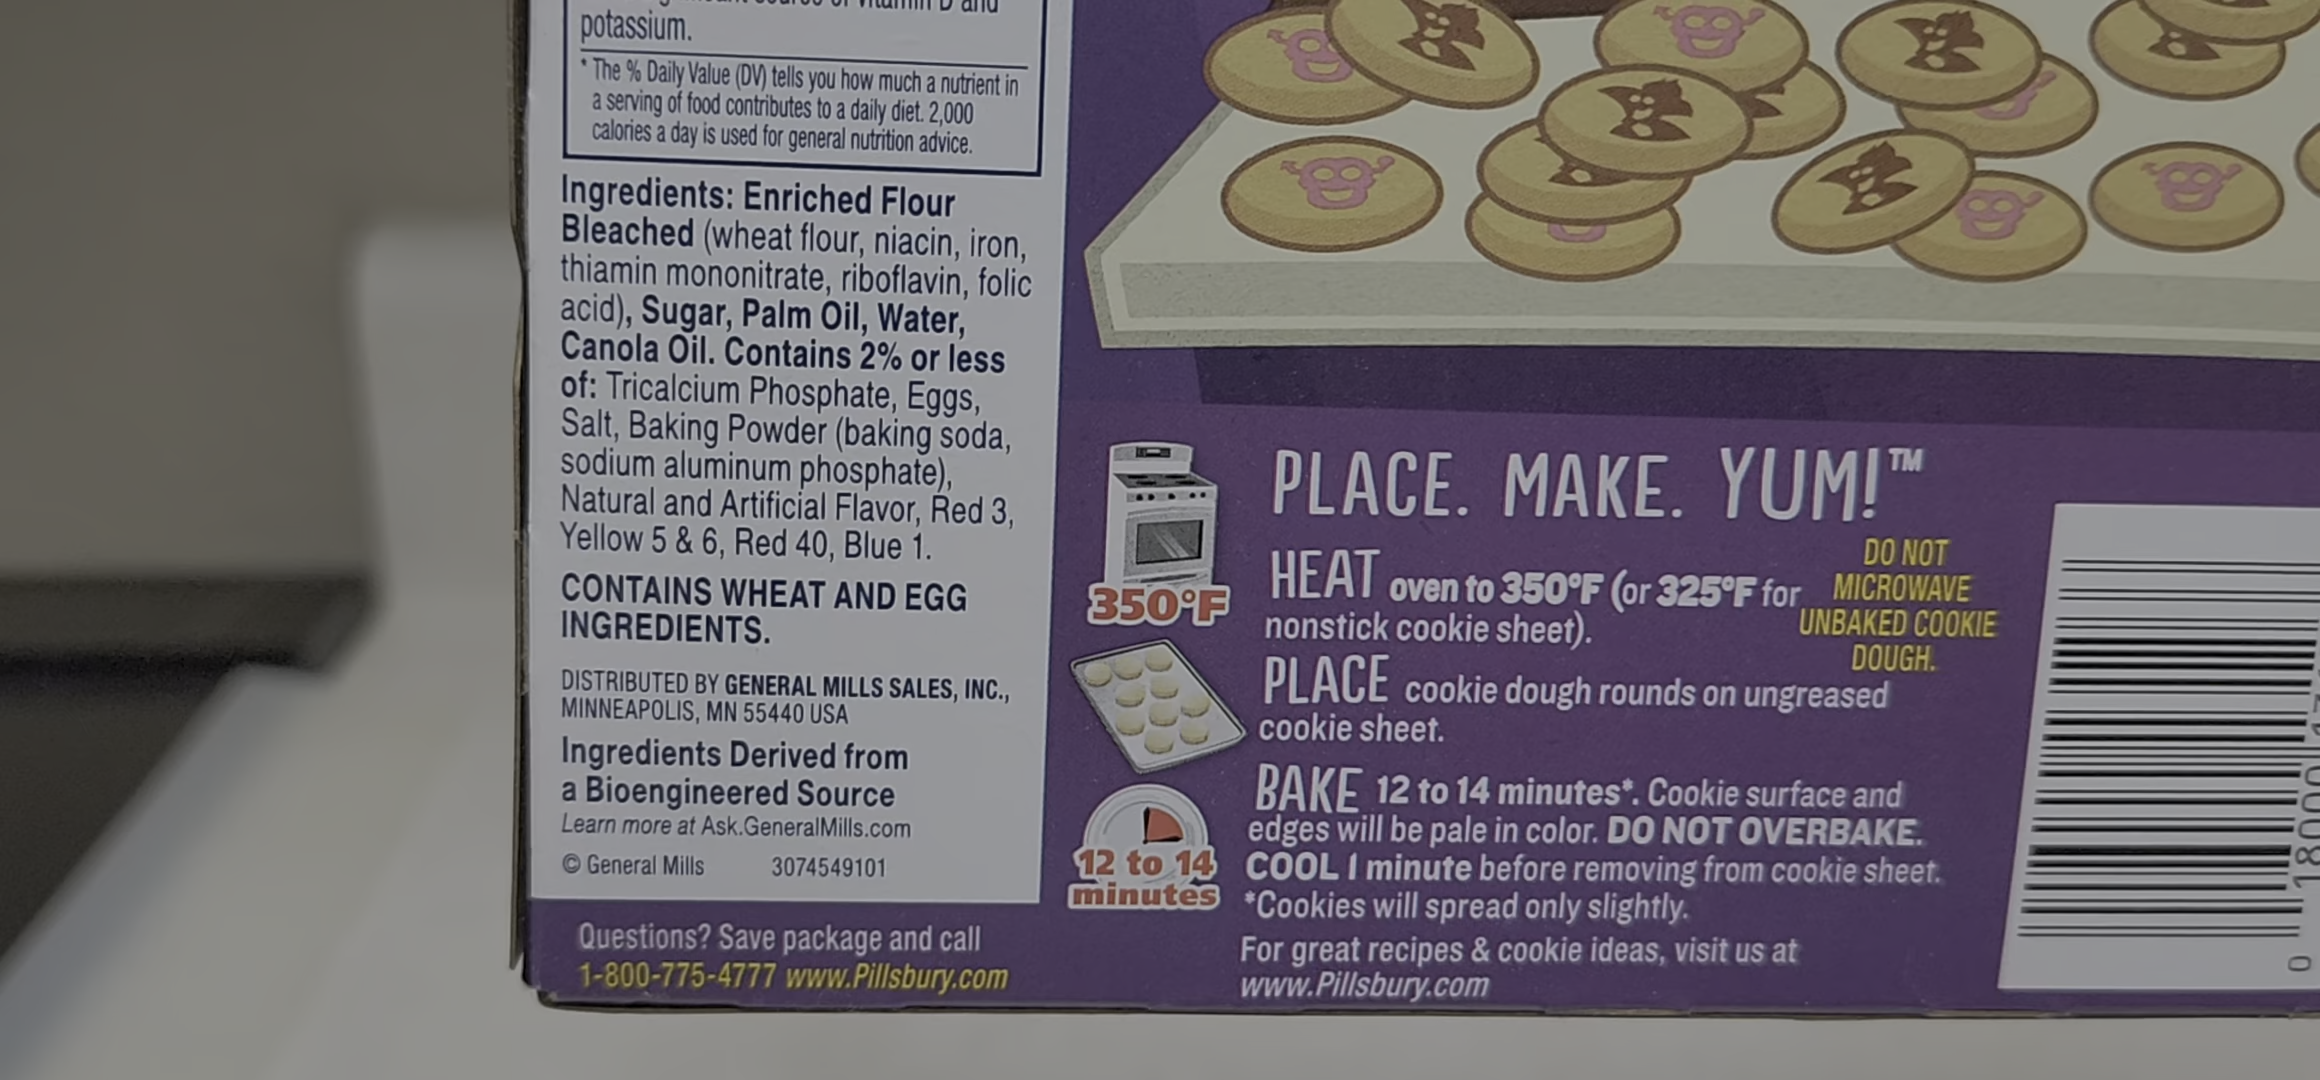 of vitamin D and
potassium.
* The % Daily Value (DV) tells you how much a nutrient in
a serving of food contributes to a daily diet. 2,000
calories a day is used for general nutrition advice.
Ingredients: Enriched Flour
Bleached (wheat flour, niacin, iron,
thiamin mononitrate, riboflavin, folic
acid), Sugar, Palm Oil, Water,
Canola Oil. Contains 2% or less
of: Tricalcium Phosphate, Eggs,
Salt, Baking Powder (baking soda,
sodium aluminum phosphate),
Natural and Artificial Flavor, Red 3,
Yellow 5 & 6, Red 40, Blue 1.
CONTAINS WHEAT AND EGG
INGREDIENTS.
DISTRIBUTED BY GENERAL MILLS SALES, INC.,
MINNEAPOLIS, MN 55440 USA
Ingredients Derived from
a Bioengineered Source
Learn more at Ask.GeneralMills.com
© General Mills 3074549101
Questions? Save package and call
1-800-775-4777 www.Pillsbury.com
PLACE. MAKE. YUM!™
350°F
HEAT oven to 350°F (or 325°F for
nonstick cookie sheet).
DO NOT
MICROWAVE
UNBAKED COOKIE
DOUGH.
PLACE cookie dough rounds on ungreased
cookie sheet.
12 to 14
minutes
BAKE 12 to 14 minutes*. Cookie surface and
edges will be pale in color. DO NOT OVERBAKE.
COOL 1 minute before removing from cookie sheet.
*Cookies will spread only slightly.
For great recipes & cookie ideas, visit us at
www.Pillsbury.com
0 18000